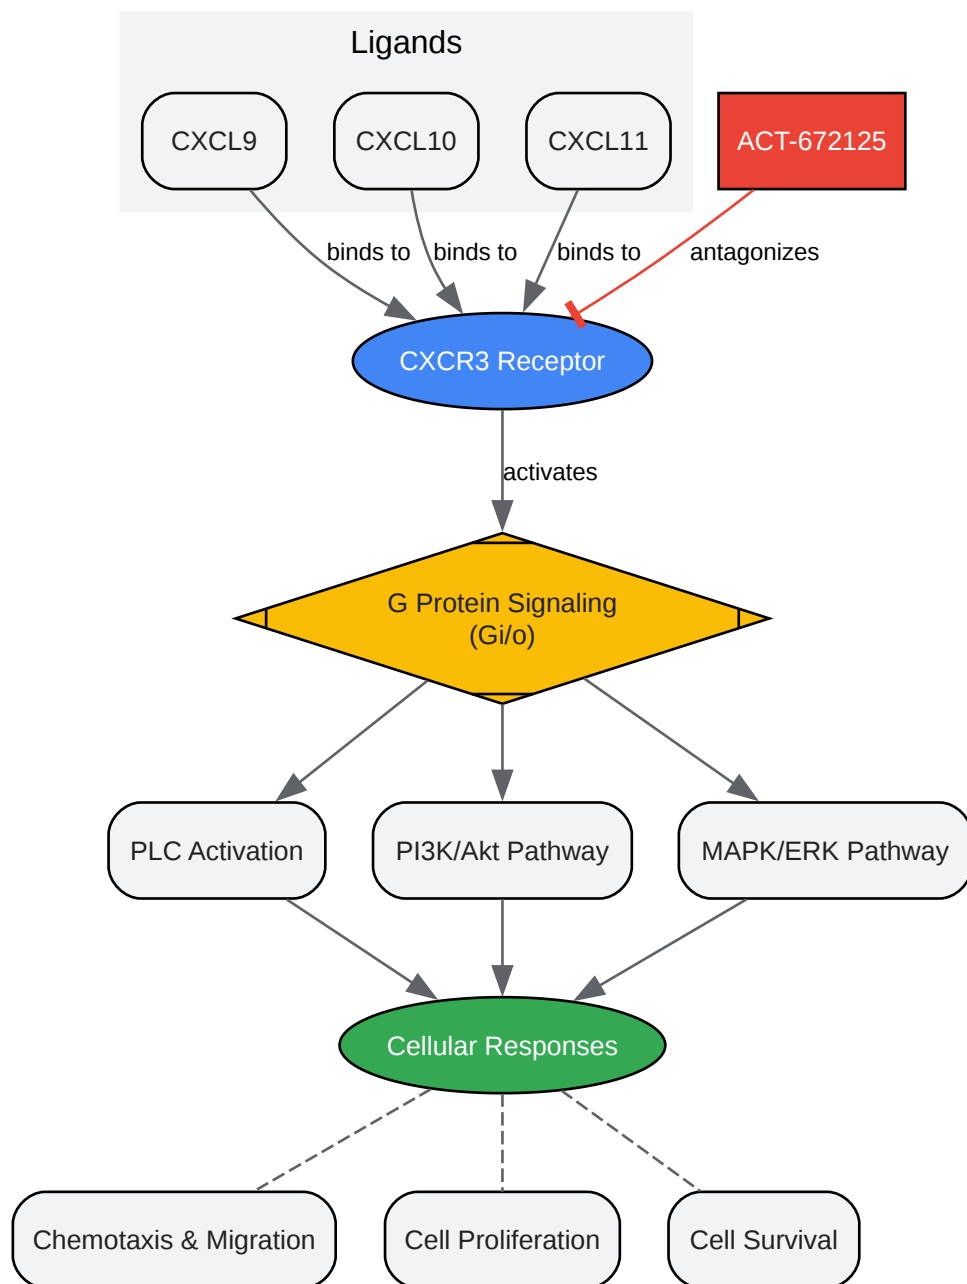 Ligands
CXCL9
CXCL10
CXCL11
ACT-672125
binds to
binds to
binds to
antagonizes
CXCR3 Receptor
activates
G Protein Signaling
(Gi/o)
PLC Activation
PI3K/Akt Pathway
MAPK/ERK Pathway
Cellular Responses
Chemotaxis & Migration
Cell Proliferation
Cell Survival